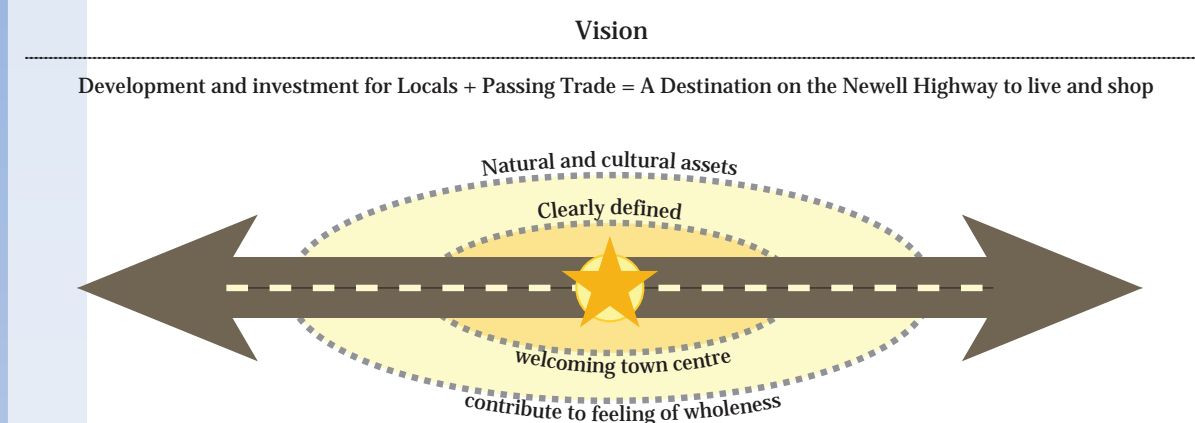 Vision
Development and investment for Locals + Passing Trade = A Destination on the Newell Highway to live and shop
Natural and cultural assets
Clearly defined
welcoming town centre
contribute to feeling of wholeness